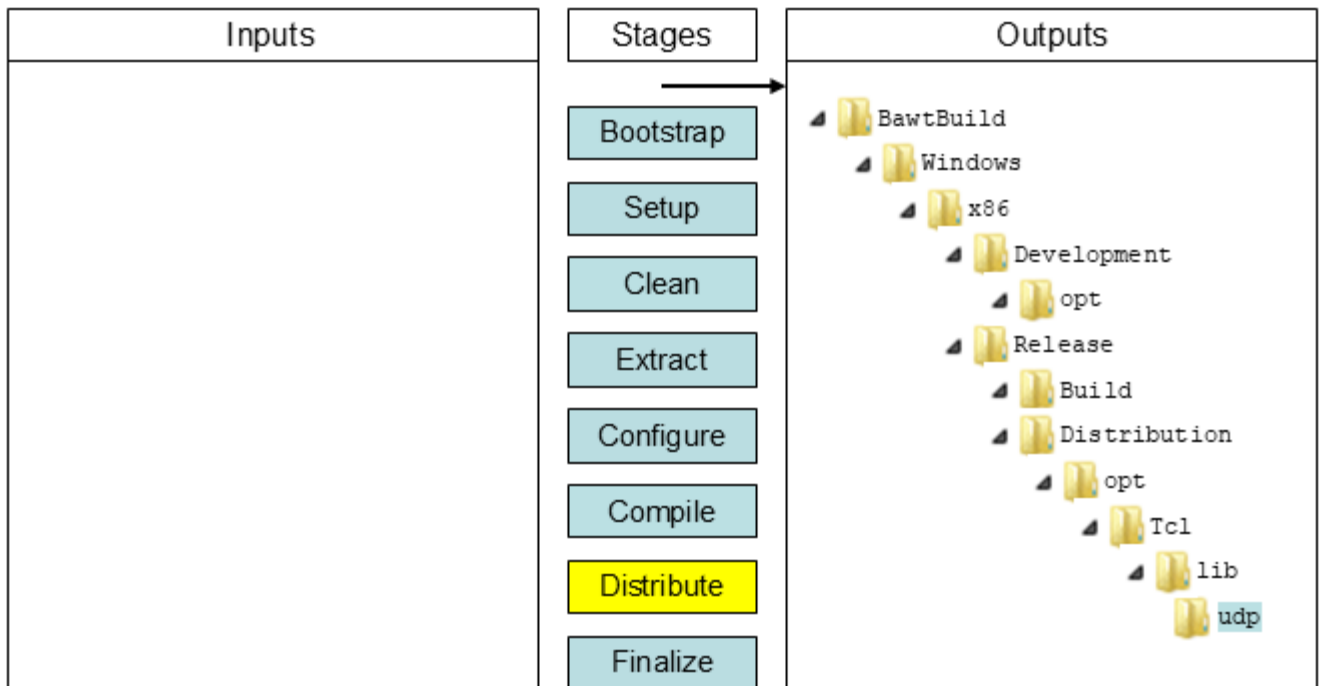 Inputs
Stages
Outputs
Bootstrap
Setup
Clean
Extract
Configure
Compile
Distribute
Finalize
BawtBuild
Windows
x86
Development
opt
Release
Build
Distribution
opt
Tcl
lib
udp